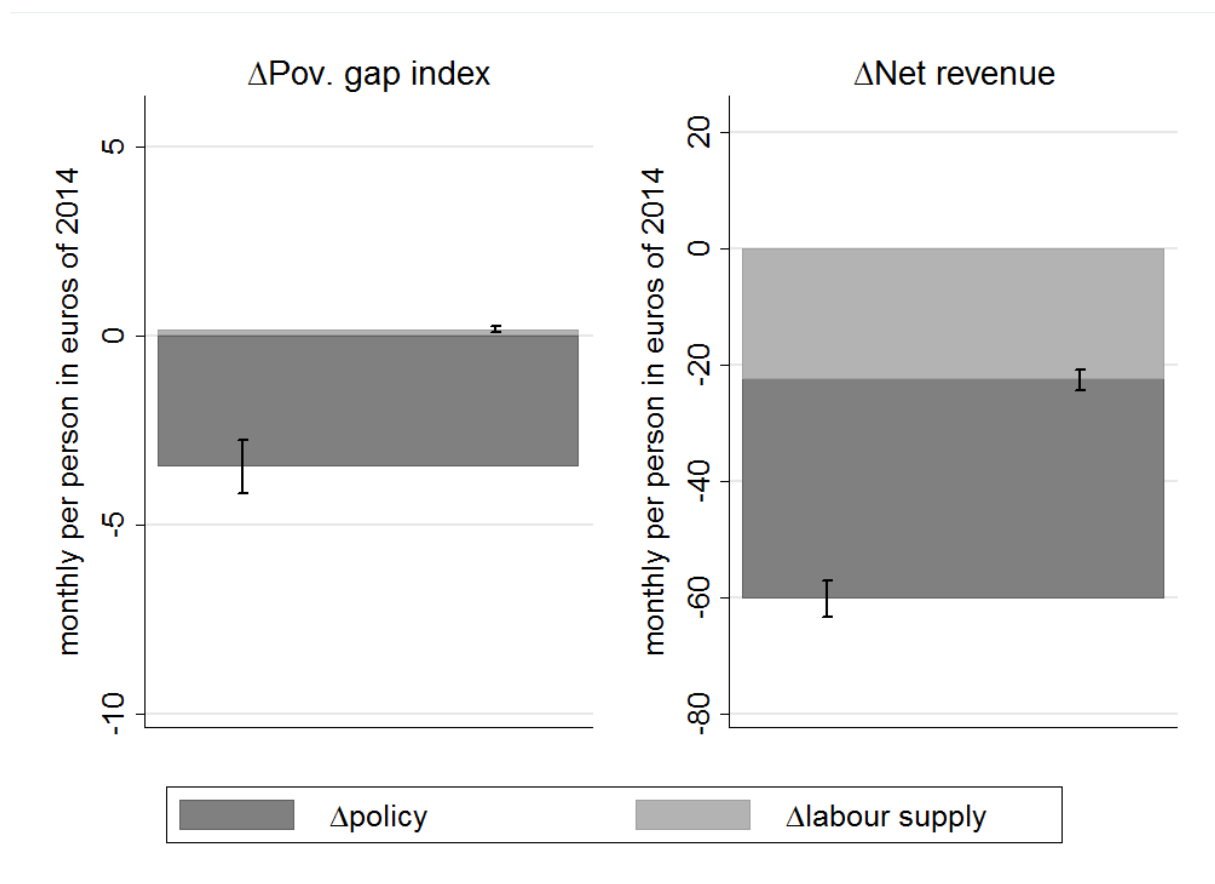 ΔPov. gap index
monthly per person in euros of 2014
5
0
-5
-10
ΔNet revenue
monthly per person in euros of 2014
20
0
-20
-40
-60
-80
Δpolicy
Δlabour supply